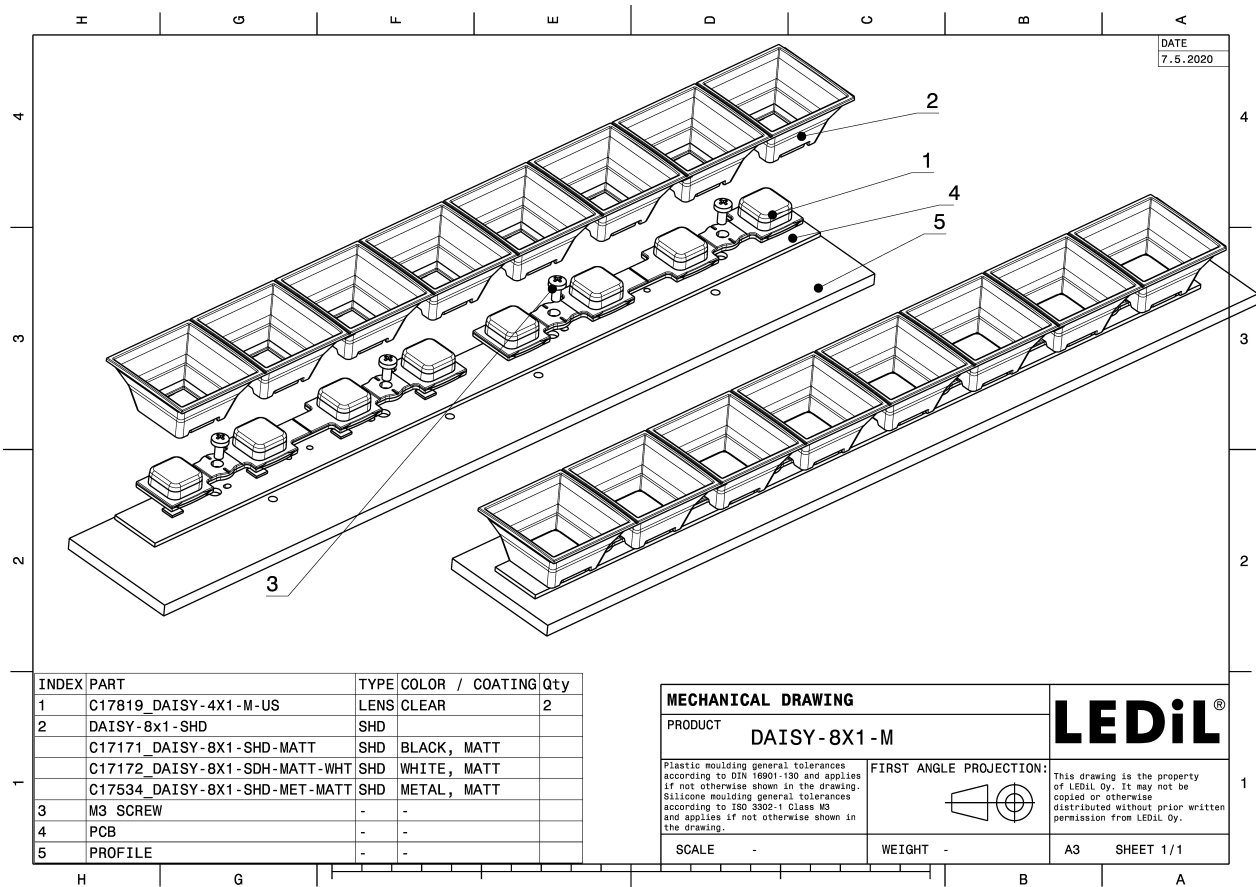 H G F E D C B A
DATE
7.5.2020
4 4
2
1
4
5
3 3
3
2 2
INDEX PART TYPE COLOR / COATING Qty
1 C17819_DAISY-4X1-M-US LENS CLEAR 2
2 DAISY-8x1-SHD SHD
C17171_DAISY-8X1-SHD-MATT SHD BLACK, MATT
C17172_DAISY-8X1-SDH-MATT-WHT SHD WHITE, MATT
C17534_DAISY-8X1-SHD-MET-MATT SHD METAL, MATT
3 M3 SCREW - -
4 PCB - -
5 PROFILE - -
1 1
MECHANICAL DRAWING
PRODUCT
DAISY-8X1-M
LEDiL®
Plastic moulding general tolerances
according to DIN 16901-130 and applies
if not otherwise shown in the drawing.
Silicone moulding general tolerances
according to ISO 3302-1 Class M3
and applies if not otherwise shown in
the drawing.
FIRST ANGLE PROJECTION:
This drawing is the property
of LEDiL Oy. It may not be
copied or otherwise
distributed without prior written
permission from LEDiL Oy.
SCALE -
WEIGHT -
A3 SHEET 1/1
H G B A